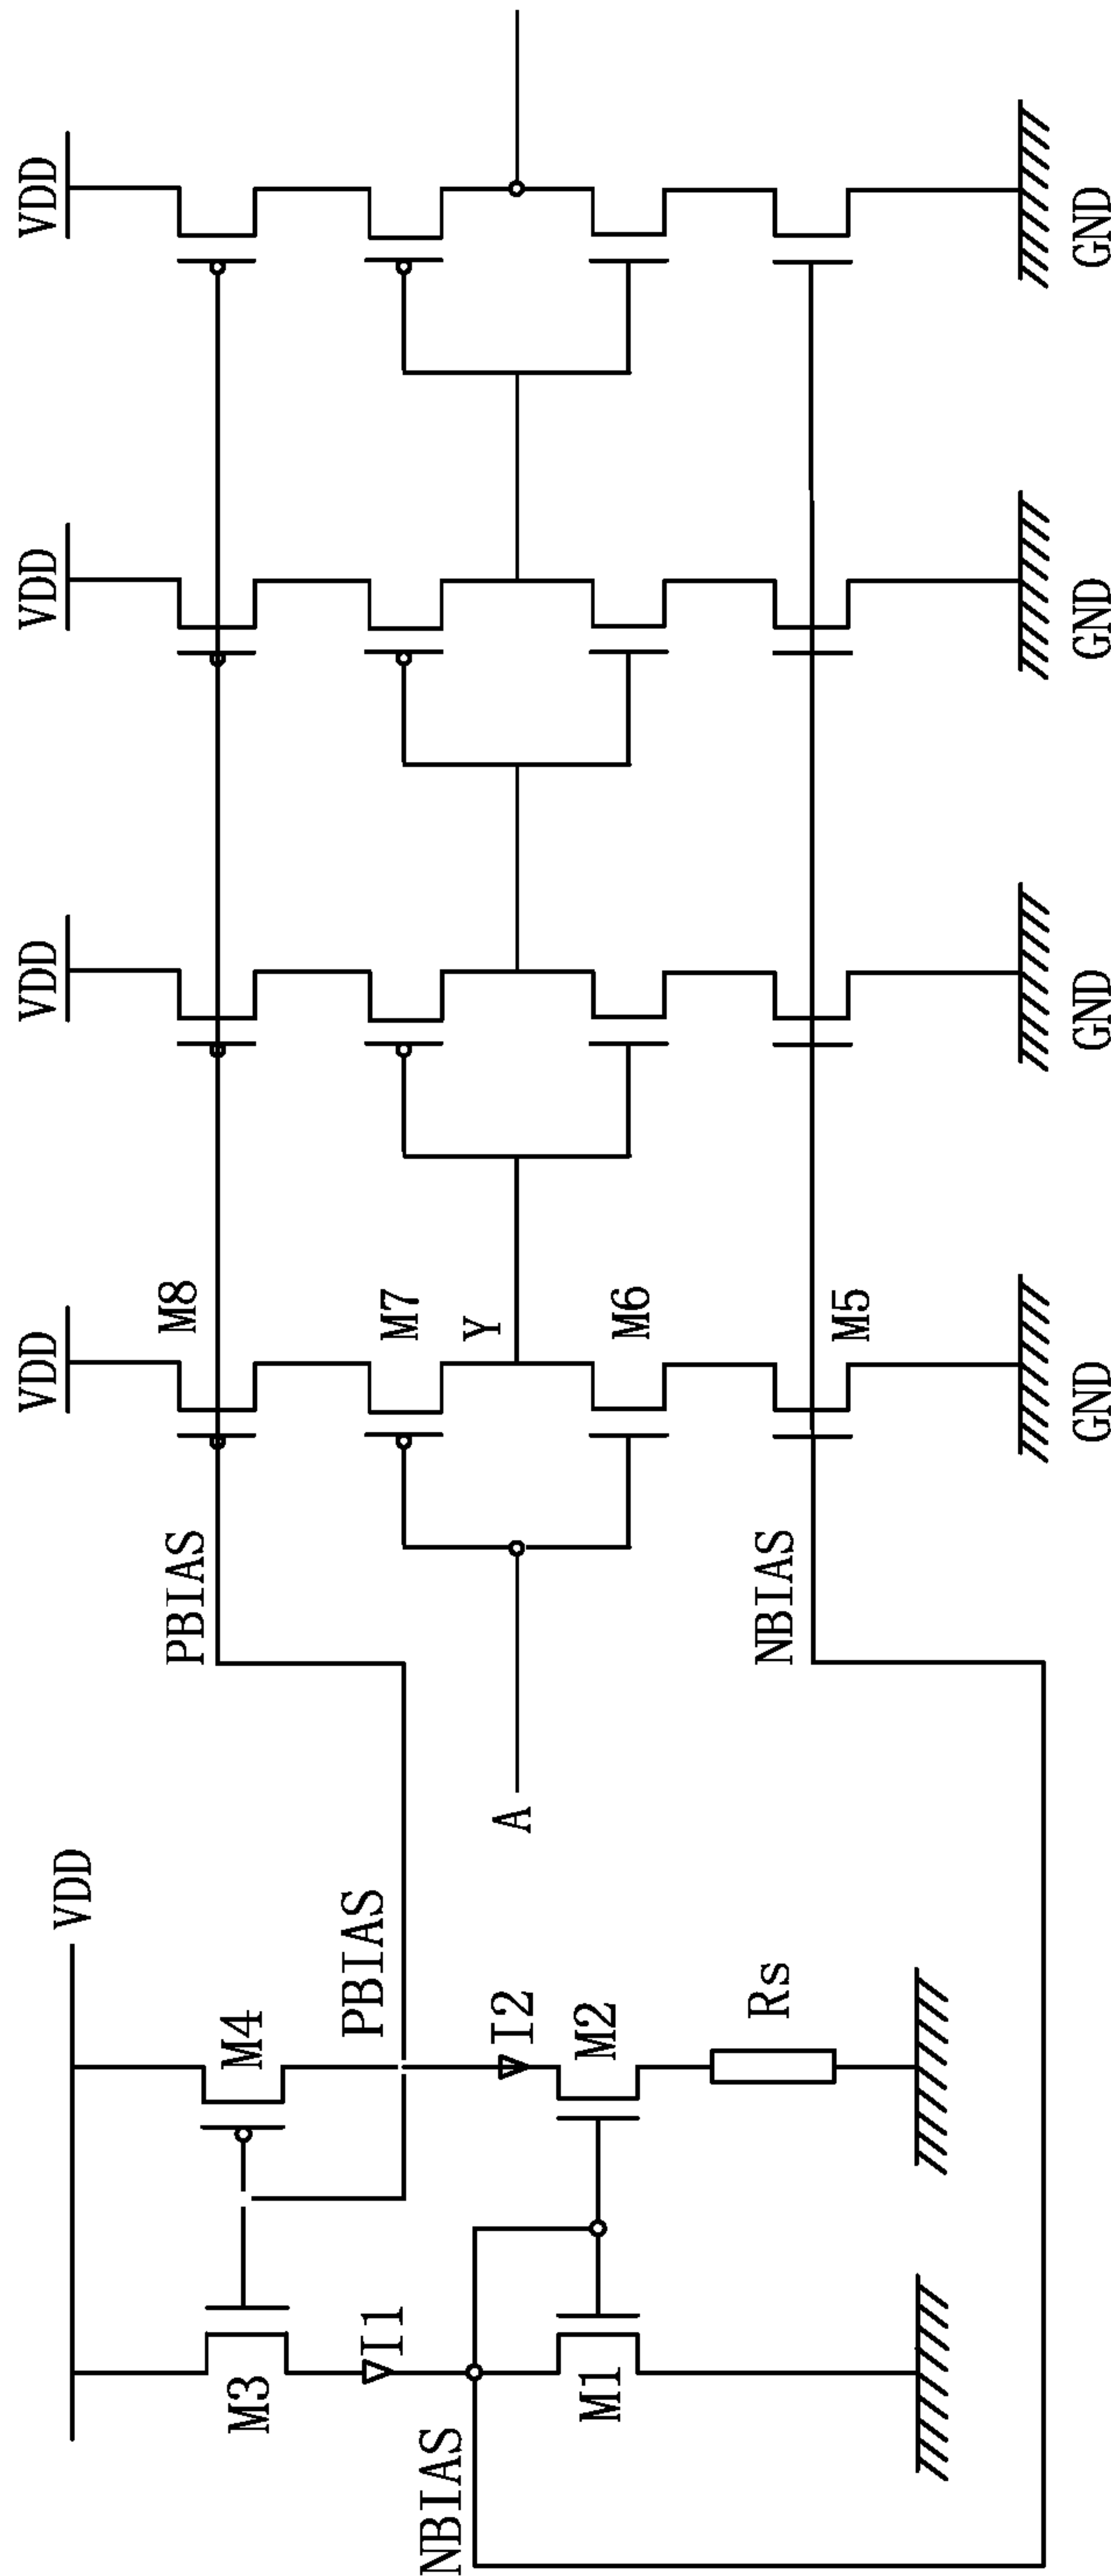 VDD
M3
M4
I1
I2
PBIAS
NBIAS
M1
M2
Rs
A
PBIAS
NBIAS
VDD
M8
M7
Y
M6
M5
GND
VDD
GND
VDD
GND
VDD
GND